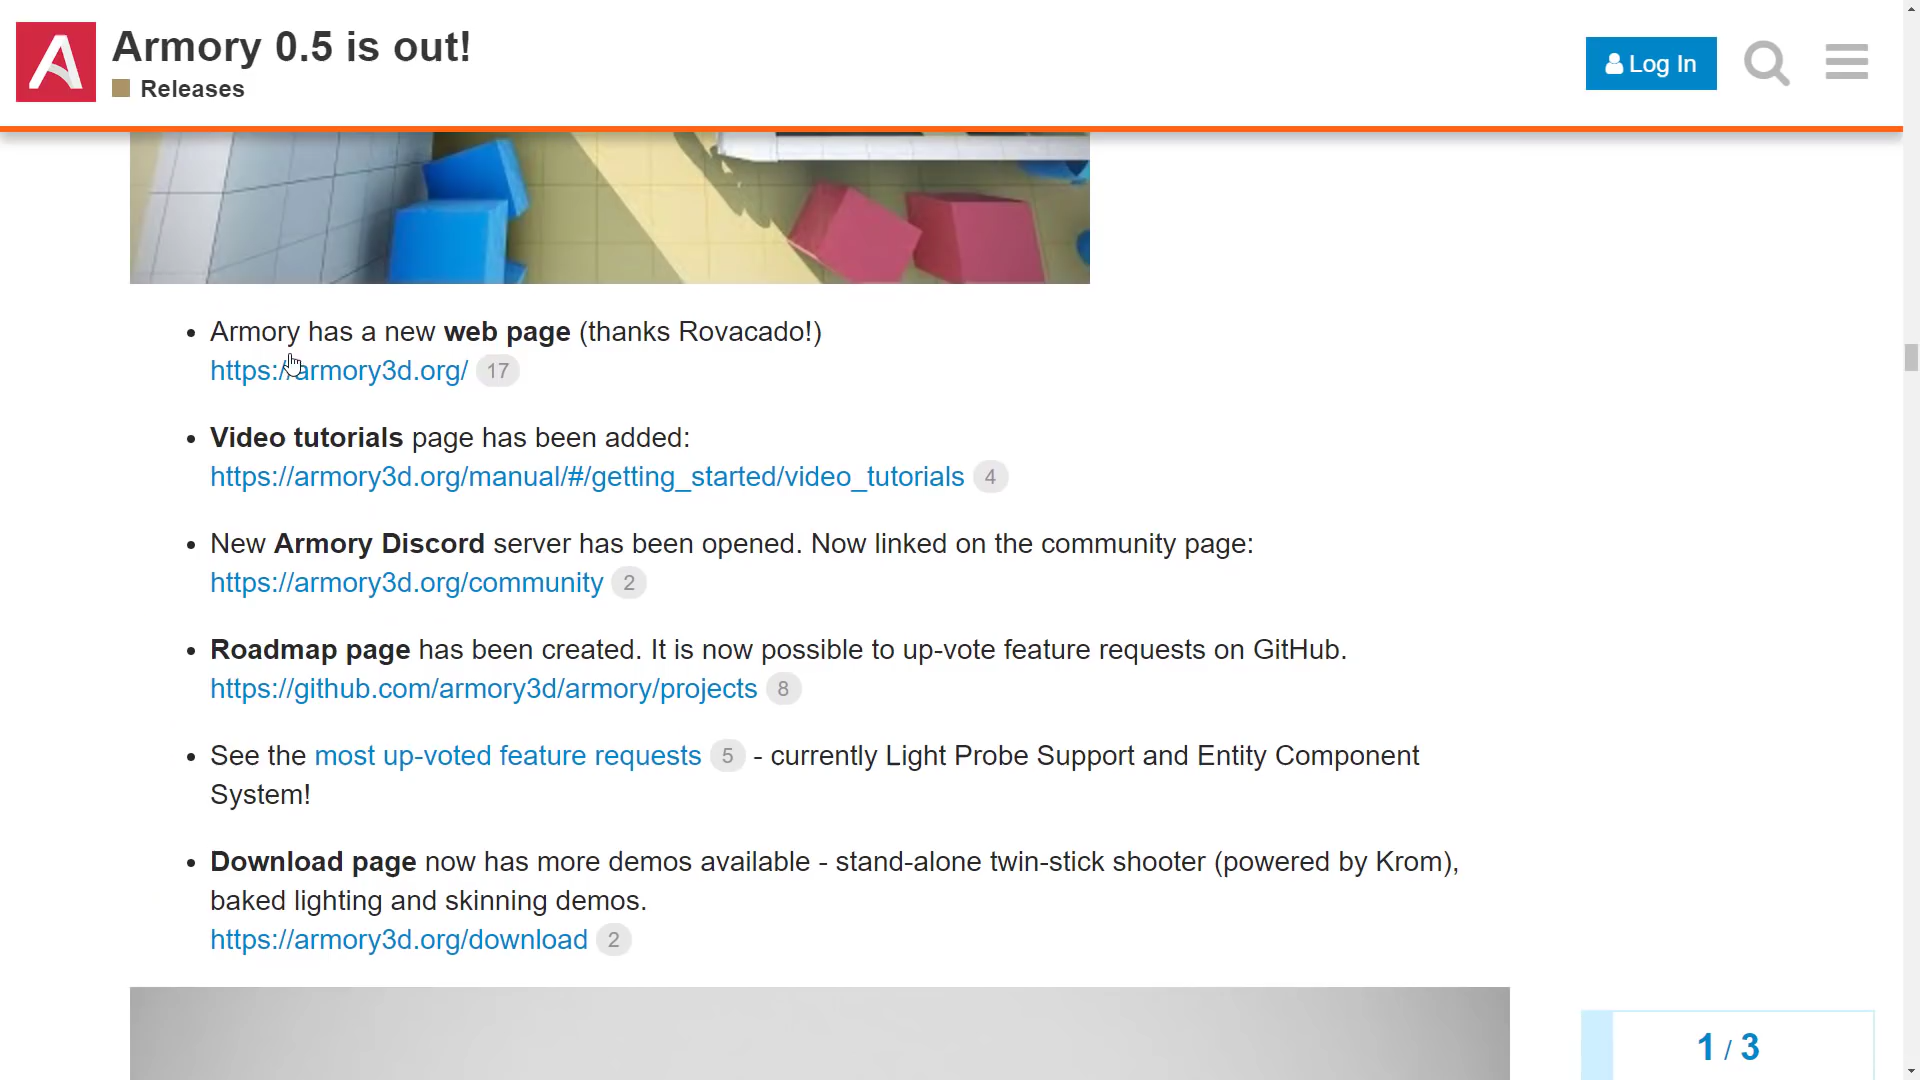 Armory 0.5 is out!
Releases
Log In
Armory has a new web page (thanks Rovacado!)
https://armory3d.org/ 17
Video tutorials page has been added:
https://armory3d.org/manual/#/getting_started/video_tutorials 4
New Armory Discord server has been opened. Now linked on the community page:
https://armory3d.org/community 2
Roadmap page has been created. It is now possible to up-vote feature requests on GitHub.
https://github.com/armory3d/armory/projects 8
See the most up-voted feature requests 5 - currently Light Probe Support and Entity Component
System!
Download page now has more demos available - stand-alone twin-stick shooter (powered by Krom),
baked lighting and skinning demos.
https://armory3d.org/download 2
1 / 3